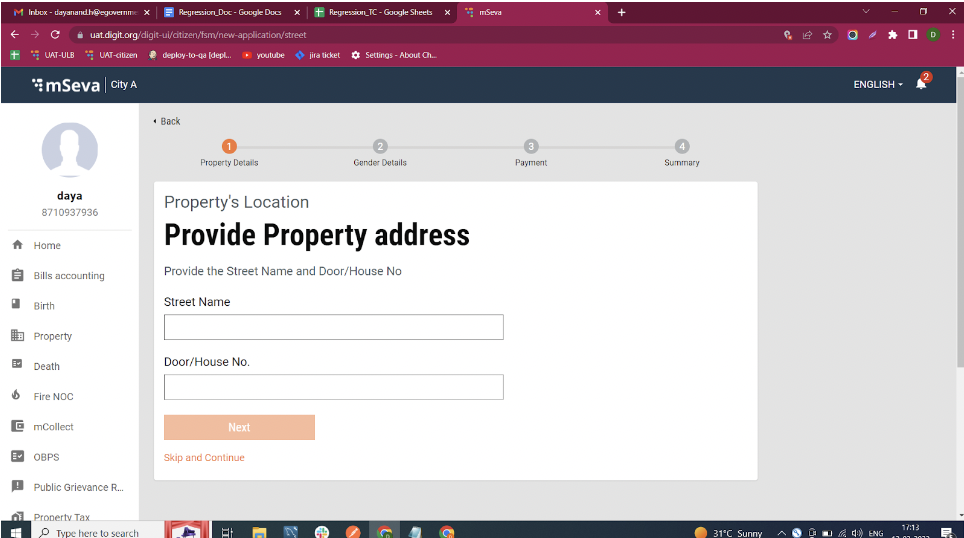 Inbox - dayanand.h@egovernme
Regression_Doc - Google Docs
Regression_TC - Google Sheets
mSeva
uat.digit.org/digit-ui/citizen/fsm/new-application/street
D
UAT-ULB
UAT-citizen
deploy-to-qa [depl...
youtube
jira ticket
Settings - About Ch...
mSeva
City A
ENGLISH
2
daya
8710937936
Home
Bills accounting
Birth
Property
Death
Fire NOC
mCollect
OBPS
Public Grievance R...
Property Tax
Back
1
2
3
4
Property Details
Gender Details
Payment
Summary
Property's Location
Provide Property address
Provide the Street Name and Door/House No
Street Name
Door/House No.
Next
Skip and Continue
Type here to search
31°C Sunny
ENG
17:13